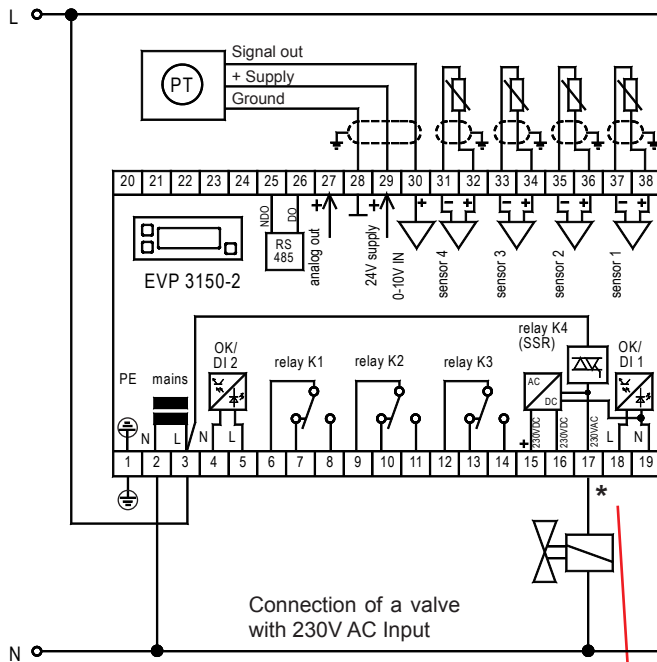 L
Signal out
+ Supply
Ground
PT
20 21 22 23 24 25 26 27 28 29 30 31 32 33 34 35 36 37 38
NDO
DO
RS
485
+
analog out
+
24V supply
+
0-10V IN
- +
sensor 4
- +
sensor 3
- +
sensor 2
- +
sensor 1
EVP 3150-2
PE
mains
N L
OK/
DI 2
N L
relay K1
relay K2
relay K3
relay K4
(SSR)
AC
DC
+
230VDC
230VDC
230VAC
OK/
DI 1
L N
1 2 3 4 5 6 7 8 9 10 11 12 13 14 15 16 17 18 19
*
Connection of a valve
with 230V AC Input
N